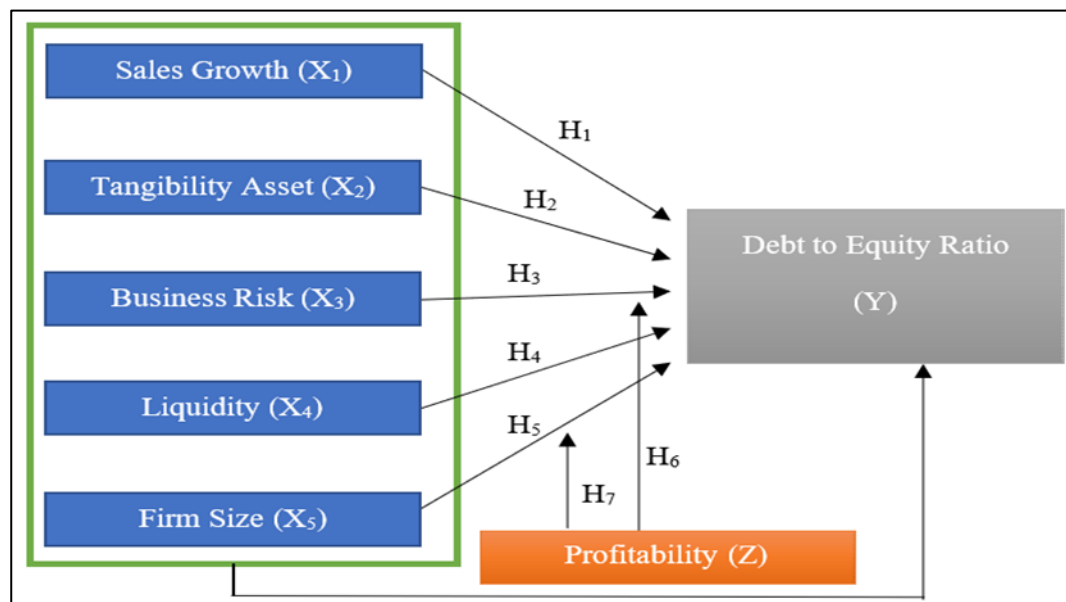 Sales Growth (X₁)
H₁
Tangibility Asset (X₂)
H₂
Debt to Equity Ratio
(Y)
Business Risk (X₃)
H₃
Liquidity (X₄)
H₄
H₅
H₆
H₇
Firm Size (X₅)
Profitability (Z)